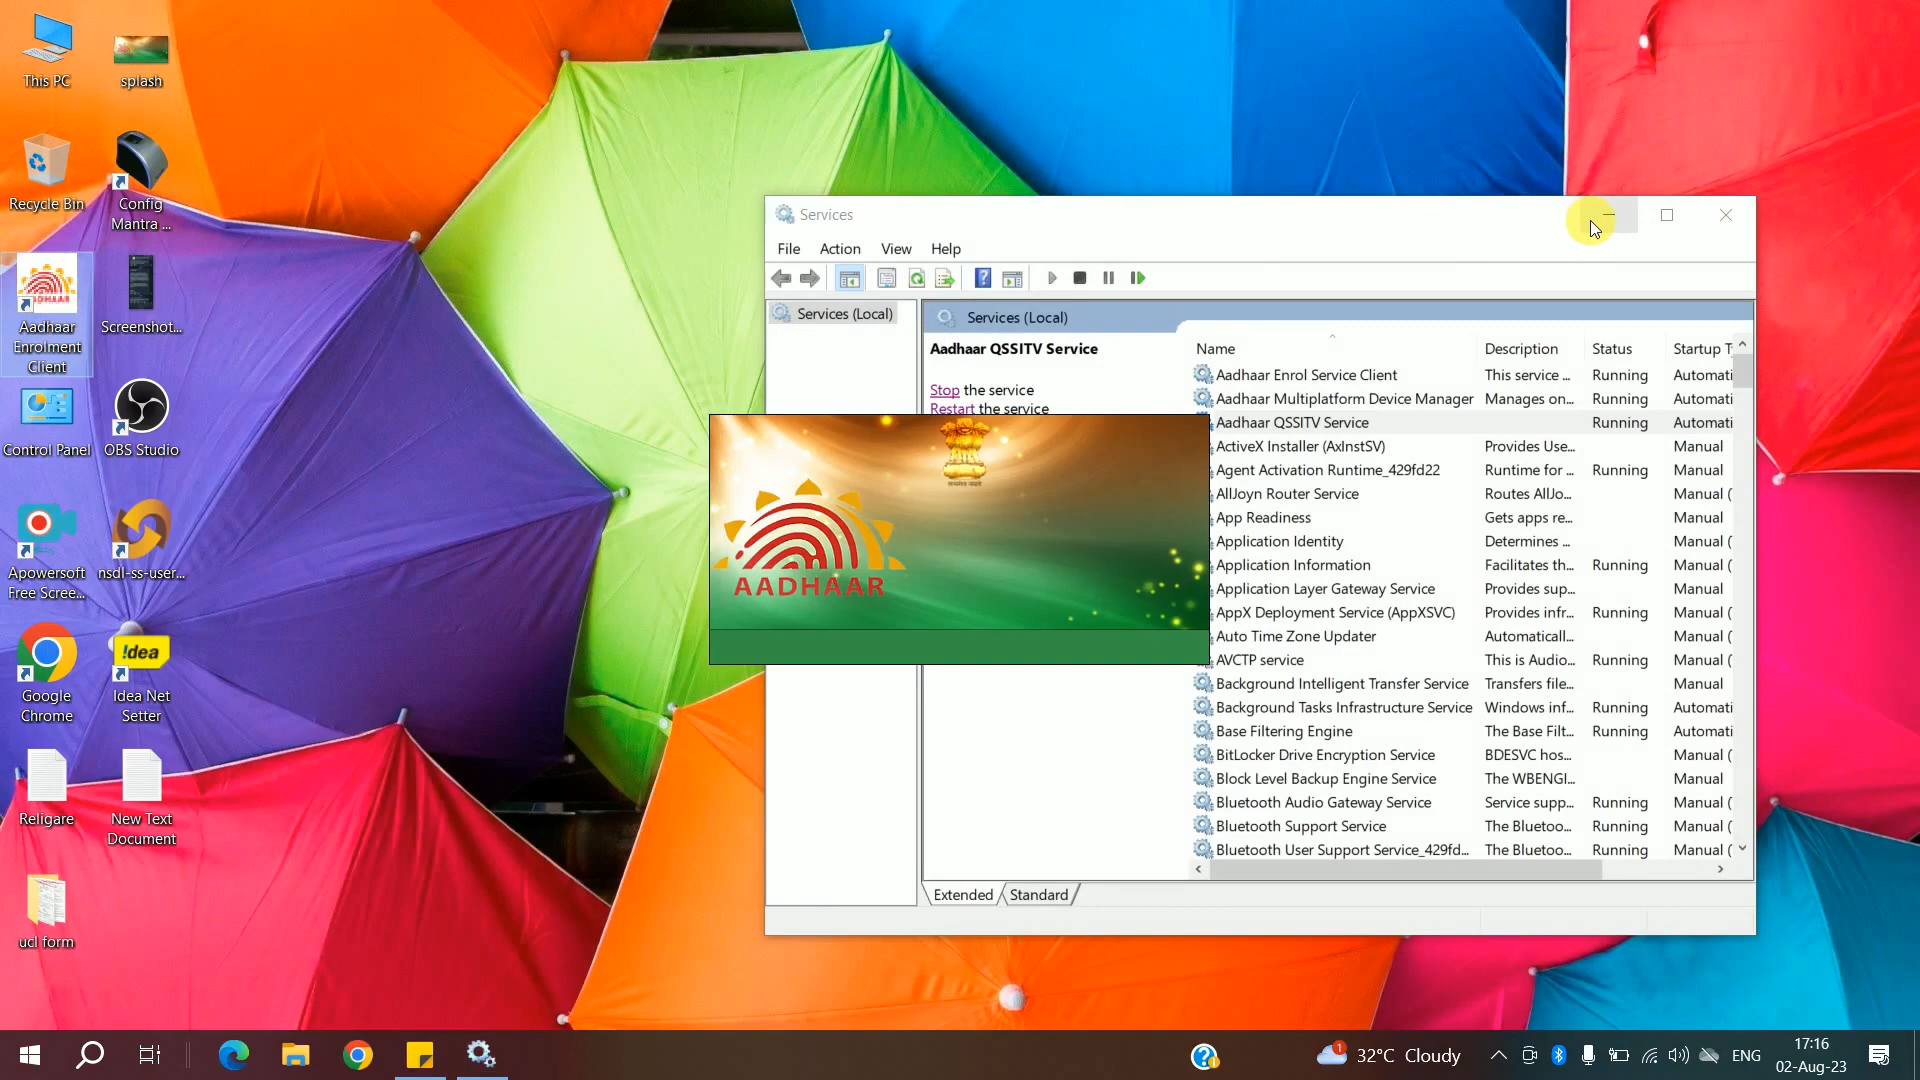 This PC
splash
Recycle Bin
Config
Mantra ...
AADHAAR
Aadhaar
Enrolment
Client
Screenshot...
Control Panel
OBS Studio
Apowersoft
Free Scree...
nsdl-ss-user...
Google
Chrome
!dea
Idea Net
Setter
Religare
New Text
Document
ucl form
Services
File Action View Help
Services (Local)
Services (Local)
Aadhaar QSSITV Service
Stop the service
Restart the service
Name Description Status Startup T
Aadhaar Enrol Service Client This service ... Running Automati
Aadhaar Multiplatform Device Manager Manages on... Running Automati
Aadhaar QSSITV Service Running Automati
ActiveX Installer (AxInstSV) Provides Use... Manual
Agent Activation Runtime_429fd22 Runtime for ... Running Manual
AllJoyn Router Service Routes AllJo... Manual (
App Readiness Gets apps re... Manual
Application Identity Determines ... Manual (
Application Information Facilitates th... Running Manual (
Application Layer Gateway Service Provides sup... Manual
AppX Deployment Service (AppXSVC) Provides infr... Running Manual (
Auto Time Zone Updater Automaticall... Manual (
AVCTP service This is Audio... Running Manual (
Background Intelligent Transfer Service Transfers file... Manual
Background Tasks Infrastructure Service Windows inf... Running Automati
Base Filtering Engine The Base Filt... Running Automati
BitLocker Drive Encryption Service BDESVC hos... Manual (
Block Level Backup Engine Service The WBENGI... Manual
Bluetooth Audio Gateway Service Service supp... Running Manual (
Bluetooth Support Service The Bluetoo... Running Manual (
Bluetooth User Support Service_429fd... The Bluetoo... Running Manual (
सत्यमेव जयते
AADHAAR
Extended Standard
1
32°C Cloudy
ENG
17:16
02-Aug-23